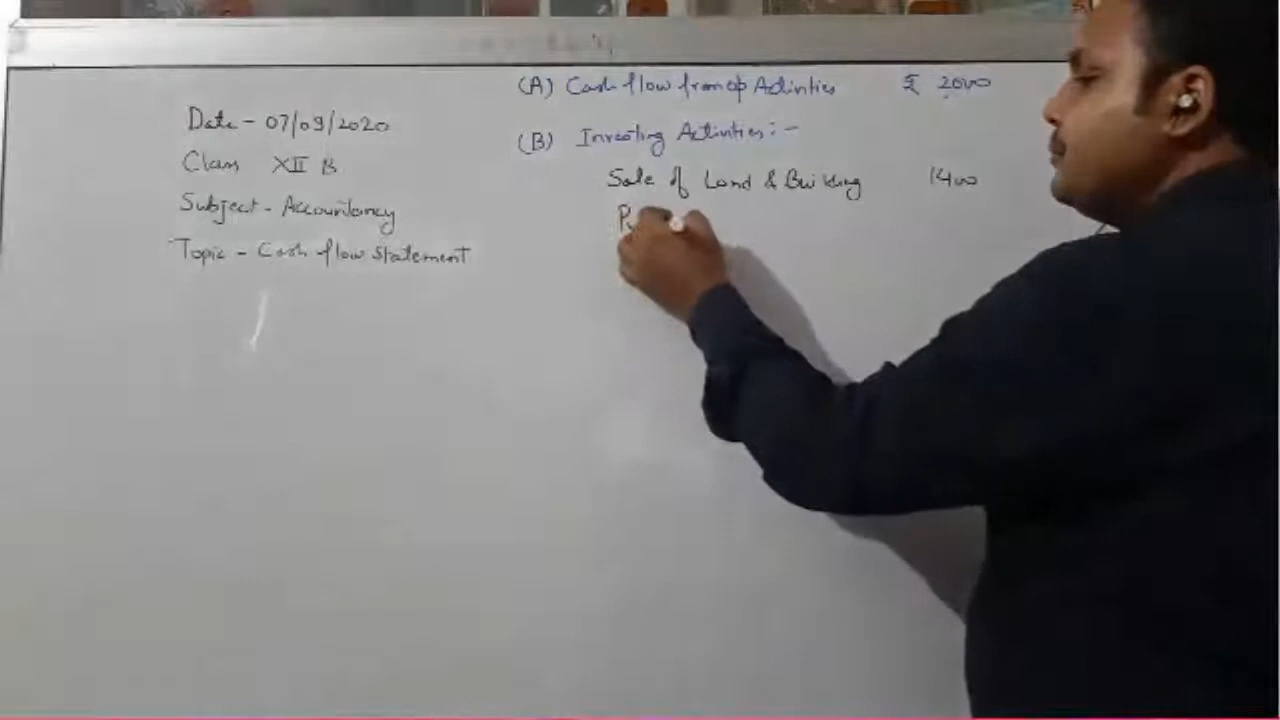 Date - 07/09/2020
Class XII B
Subject - Accountancy
Topic - Cash flow Statement
(A) Cash flow from op Activities ₹ 2000
(B) Investing Activities :-
Sale of Land & Building 1400